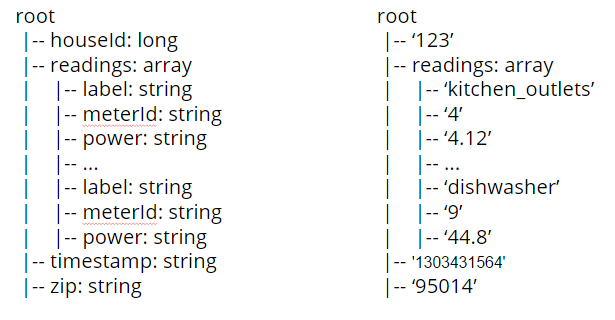 root
|-- houseId: long
|-- readings: array
|    |-- label: string
|    |-- meterId: string
|    |-- power: string
|    |-- ...
|    |-- label: string
|    |-- meterId: string
|    |-- power: string
|-- timestamp: string
|-- zip: string
root
|-- ‘123’
|-- readings: array
|    |-- ‘kitchen_outlets’
|    |-- ‘4’
|    |-- ‘4.12’
|    |-- ...
|    |-- ‘dishwasher’
|    |-- ‘9’
|    |-- ‘44.8’
|-- '1303431564'
|-- ‘95014’